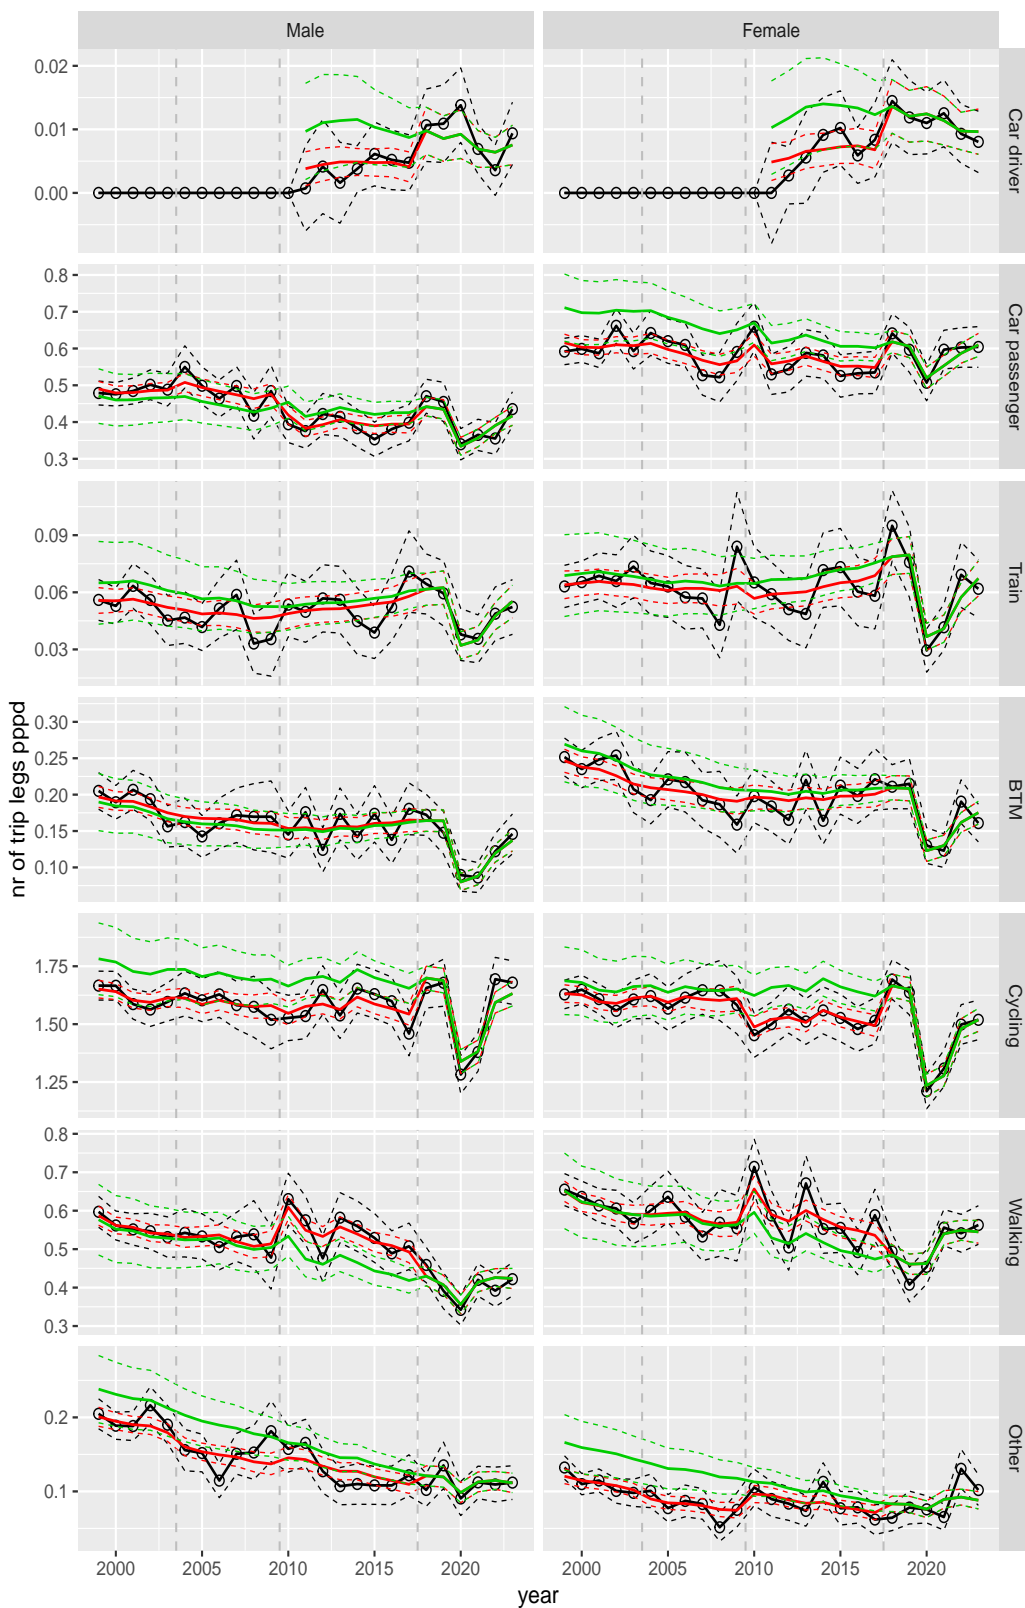 Male Female
0.02
0.01
0.00
Car driver
0.8
0.7
0.6
0.5
0.4
0.3
Car passenger
0.09
0.06
0.03
Train
nr of trip legs pppd
0.30
0.25
0.20
0.15
0.10
BTM
1.75
1.50
1.25
Cycling
0.8
0.7
0.6
0.5
0.4
0.3
Walking
0.2
0.1
Other
2000 2005 2010 2015 2020 2000 2005 2010 2015 2020
year